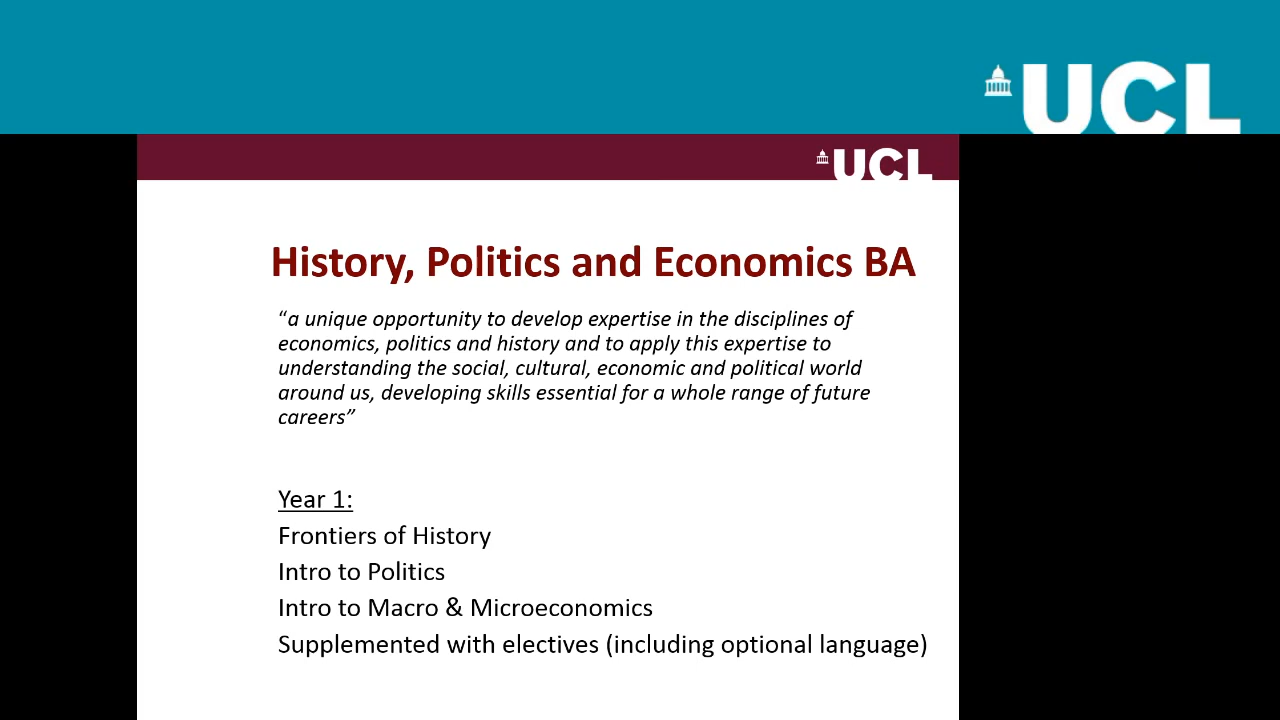 UCL
UCL
History, Politics and Economics BA
“a unique opportunity to develop expertise in the disciplines of
economics, politics and history and to apply this expertise to
understanding the social, cultural, economic and political world
around us, developing skills essential for a whole range of future
careers”
Year 1:
Frontiers of History
Intro to Politics
Intro to Macro & Microeconomics
Supplemented with electives (including optional language)